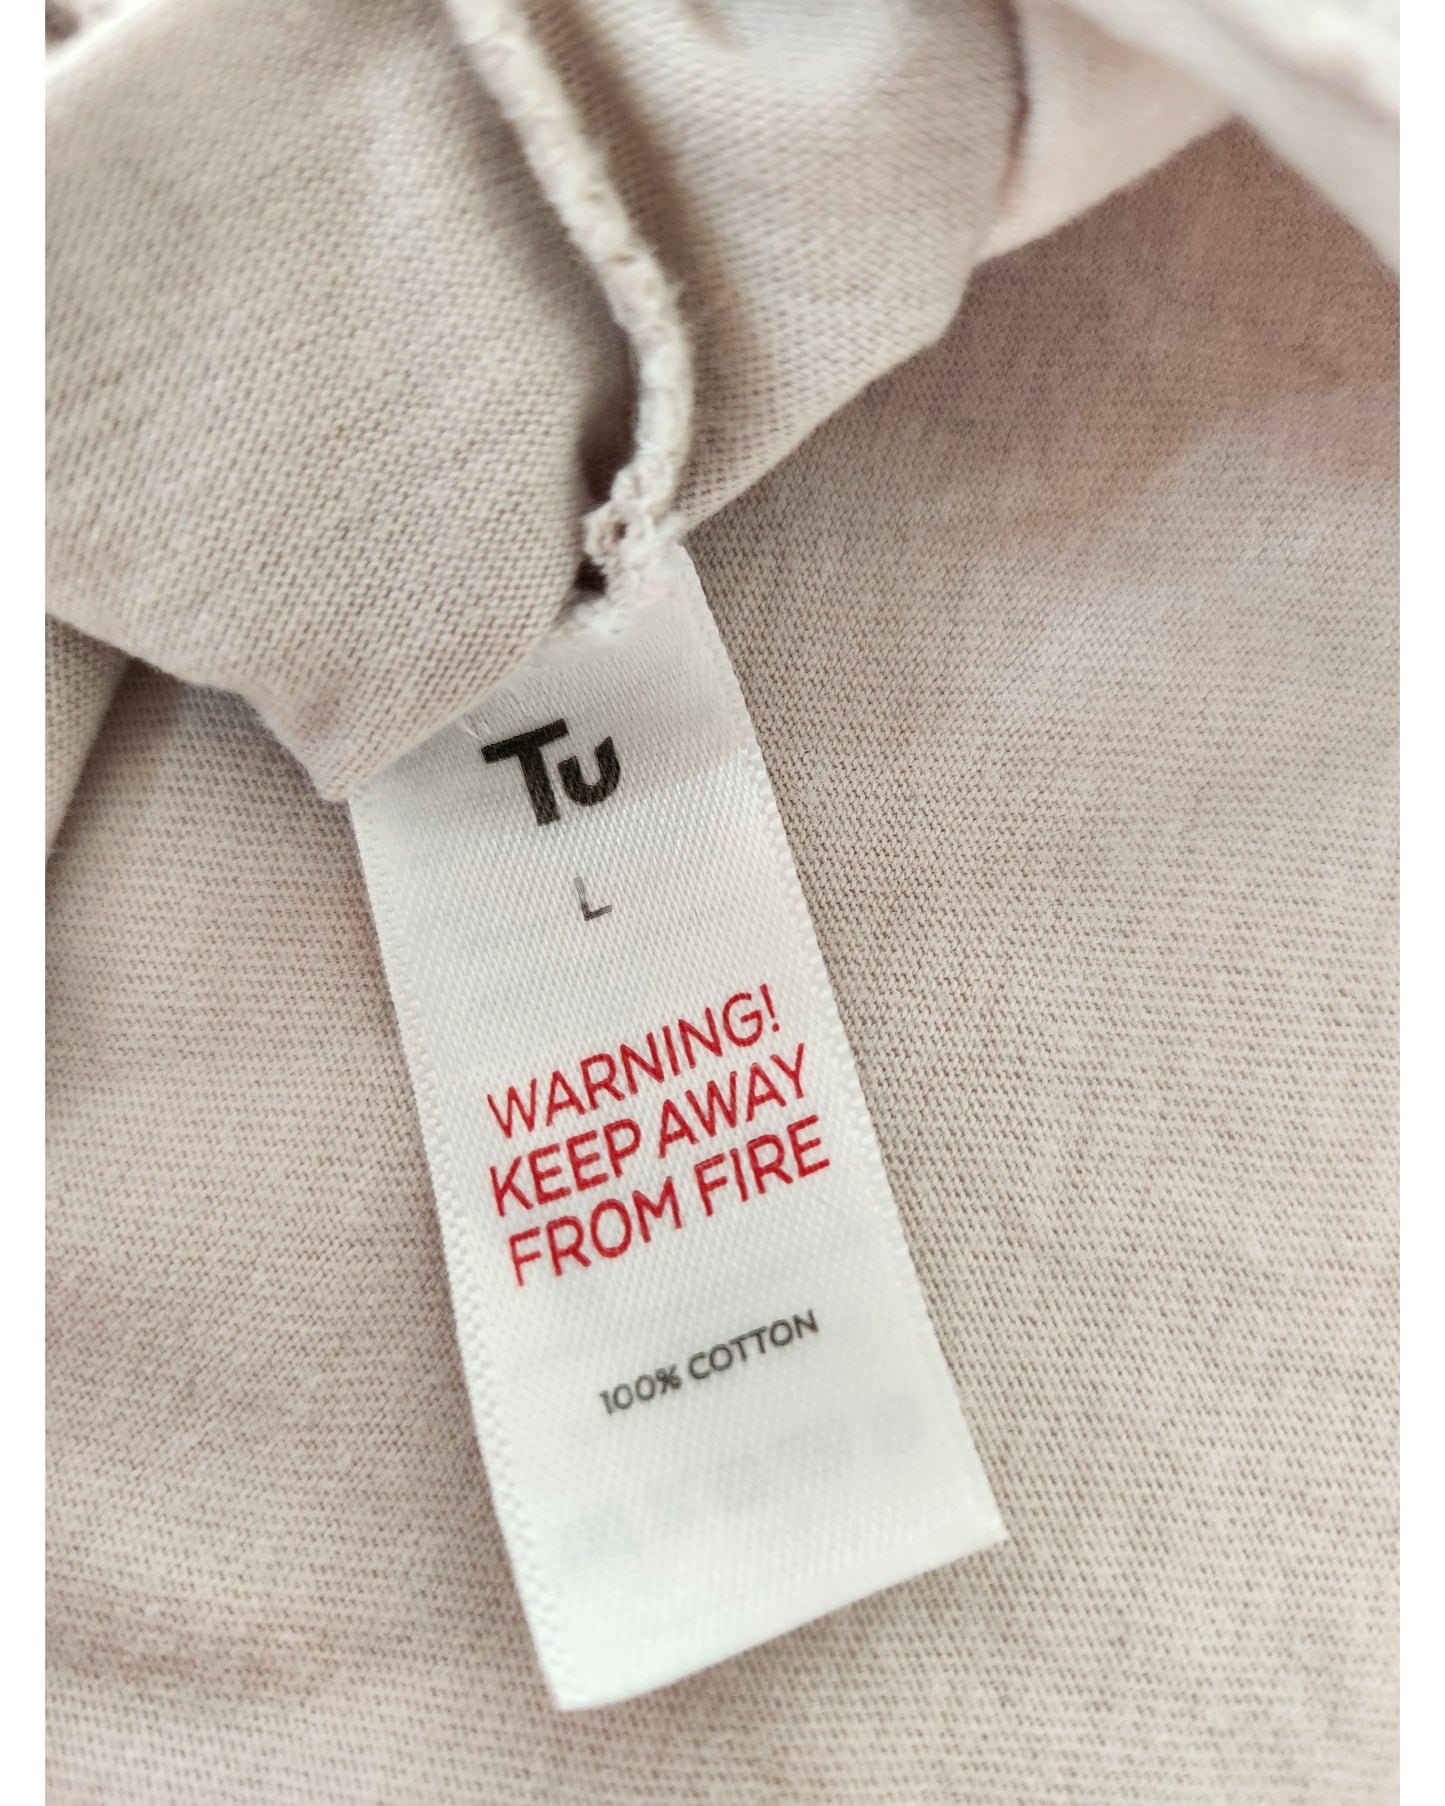 Tu
L
WARNING!
KEEP AWAY
FROM FIRE
100% COTTON